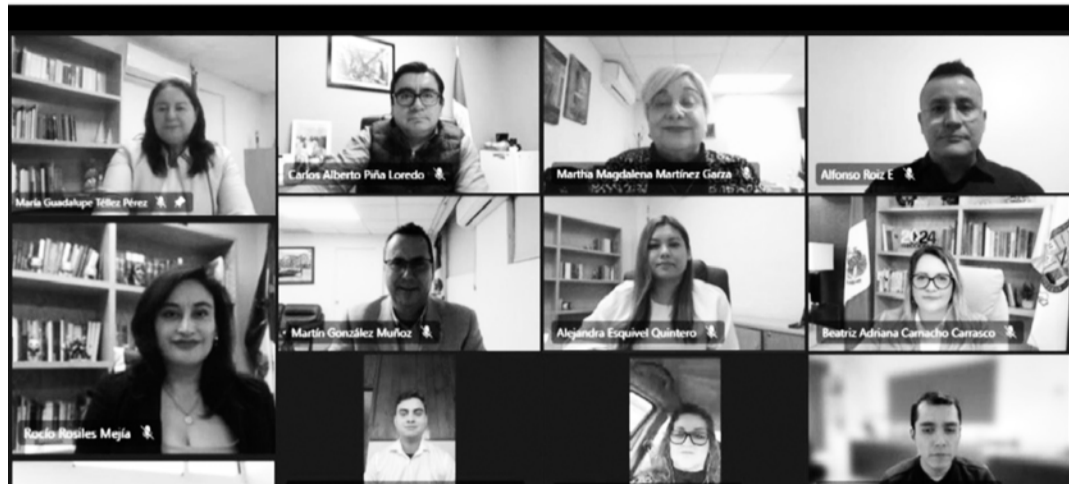 María Guadalupe Téllez Pérez
Carlos Alberto Piña Loredo
Martha Magdalena Martínez Garza
Alfonso Roiz E
Rocío Rosiles Mejía
Martín González Muñoz
Alejandra Esquivel Quintero
Beatriz Adriana Camacho Carrasco
24